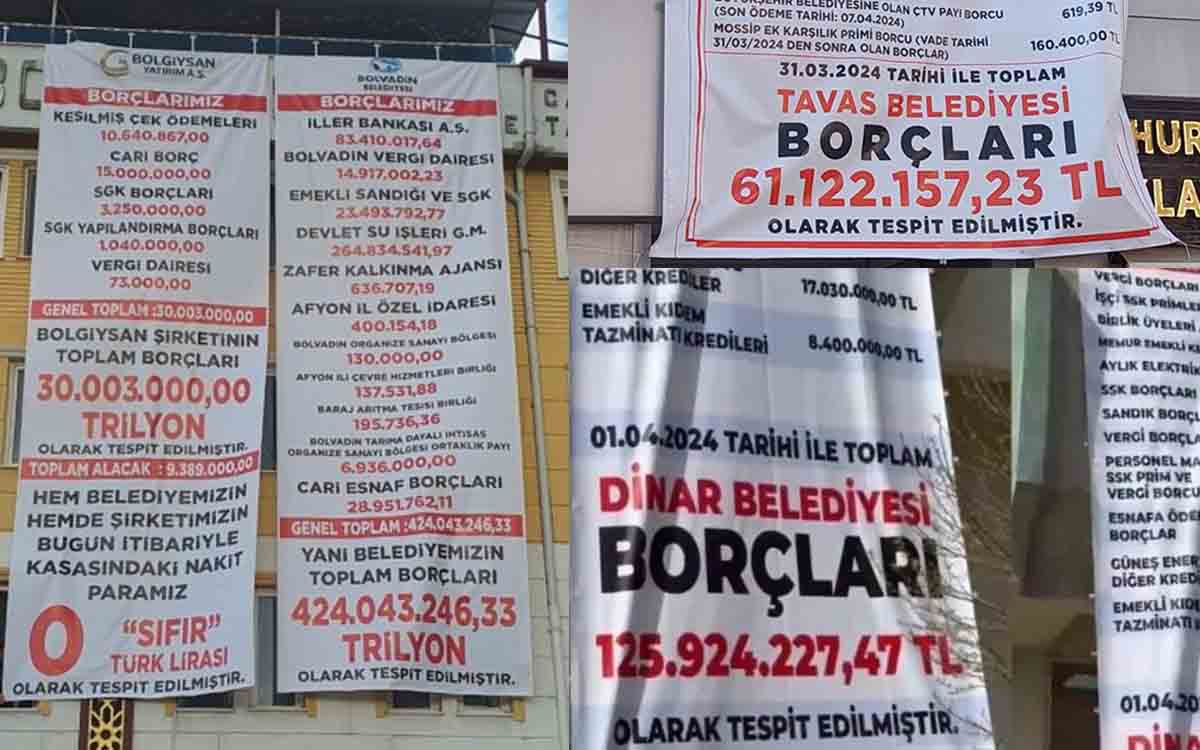 BOLGIYSAN
YATIRIM A.Ş.
BORÇLARIMIZ
KESİLMİŞ ÇEK ÖDEMELERİ
10.640.867,00
CARİ BORÇ
15.000.000,00
SGK BORÇLARI
3.250.000,00
SGK YAPILANDIRMA BORÇLARI
1.040.000,00
VERGİ DAİRESİ
73.000,00
GENEL TOPLAM :30.003.000,00
BOLGIYSAN ŞİRKETİNİN
TOPLAM BORÇLARI
30.003.000,00
TRİLYON
OLARAK TESPİT EDİLMİŞTİR.
TOPLAM ALACAK : 9.389.000,00
HEM BELEDİYEMİZİN
HEMDE ŞİRKETİMİZİN
BUGÜN İTİBARİYLE
KASASINDAKİ NAKİT
PARAMIZ
0 “SIFIR”
TÜRK LİRASI
OLARAK TESPİT EDİLMİŞTİR.
BOLVADİN
BELEDİYESİ
BORÇLARIMIZ
İLLER BANKASI A.Ş.
83.410.017,64
BOLVADİN VERGİ DAİRESİ
14.917.002,23
EMEKLİ SANDIĞI VE SGK
23.493.792,77
DEVLET SU İŞLERİ G.M.
264.834.541,97
ZAFER KALKINMA AJANSI
636.707,19
AFYON İL ÖZEL İDARESİ
400.154,18
BOLVADİN ORGANİZE SANAYİ BÖLGESİ
130.000,00
AFYON İLİ ÇEVRE HİZMETLERİ BİRLİĞİ
137.531,88
BARAJ ARITMA TESİSİ BİRLİĞİ
195.736,36
BOLVADİN TARIMA DAYALI İHTİSAS
ORGANİZE SANAYİ BÖLGESİ ORTAKLIK PAYI
6.936.000,00
CARİ ESNAF BORÇLARI
28.951.762,11
GENEL TOPLAM :424.043.246,33
YANİ BELEDİYEMİZİN
TOPLAM BORÇLARI
424.043.246,33
TRİLYON
OLARAK TESPİT EDİLMİŞTİR.
BELEDİYESİNE OLAN ÇTV PAYI BORCU
(SON ÖDEME TARİHİ: 07.04.2024) 619,39 TL
MOSSİP EK KARŞILIK PRİMİ BORCU (VADE TARİHİ
31/03/2024 DEN SONRA OLAN BORÇLAR) 160.400,00 TL
31.03.2024 TARİHİ İLE TOPLAM
TAVAS BELEDİYESİ
BORÇLARI
61.122.157,23 TL
OLARAK TESPİT EDİLMİŞTİR.
HUR
LA
DİĞER KREDİLER 17.030.000,00 TL
EMEKLİ KIDEM
TAZMİNATI KREDİLERİ 8.400.000,00 TL
01.04.2024 TARİHİ İLE TOPLAM
DİNAR BELEDİYESİ
BORÇLARI
125.924.227,47 TL
OLARAK TESPİT EDİLMİŞTİR.
VERGİ BORÇLARI
İŞÇİ SSK PRİMLE
BİRLİK ÜYELERİ
MEMUR EMEKLİ K
AYLIK ELEKTRİK
SSK BORÇLARI
SANDIK BORÇL
VERGİ BORÇLA
PERSONEL MA
SSK PRİM VE
VERGİ BORCU
ESNAFA ÖDE
BORÇLAR
GÜNEŞ ENER
DİĞER KREDİ
EMEKLİ KID
TAZMİNATI
01.04.20
DİN